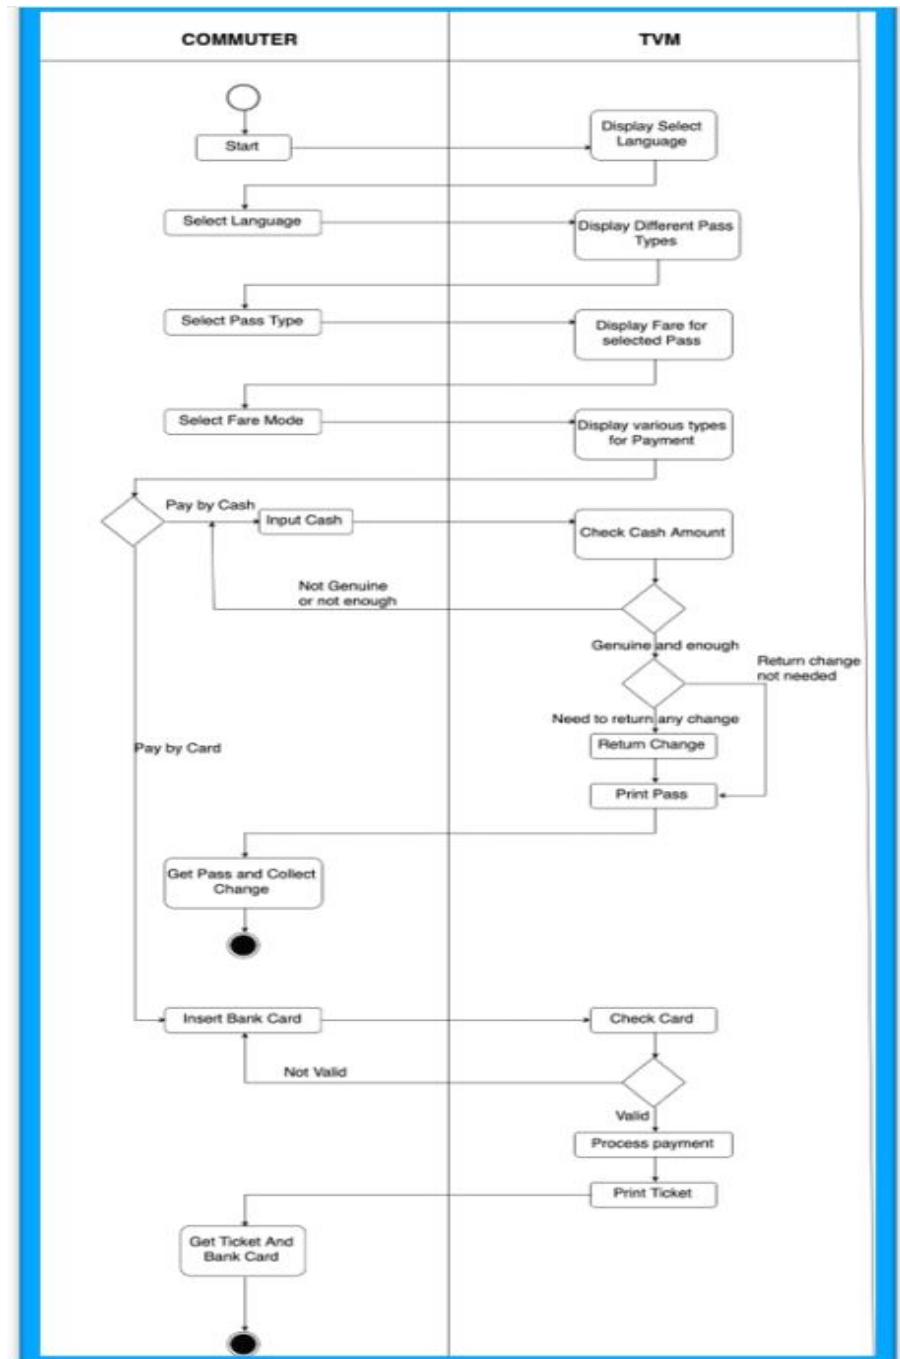 COMMUTER
TVM
Start
Display Select
Language
Select Language
Display Different Pass
Types
Select Pass Type
Display Fare for
selected Pass
Select Fare Mode
Display various types
for Payment
Pay by Cash
Input Cash
Check Cash Amount
Not Genuine
or not enough
Genuine and enough
Return change
not needed
Need to return any change
Pay by Card
Return Change
Print Pass
Get Pass and Collect
Change
Insert Bank Card
Check Card
Not Valid
Valid
Process payment
Print Ticket
Get Ticket And
Bank Card